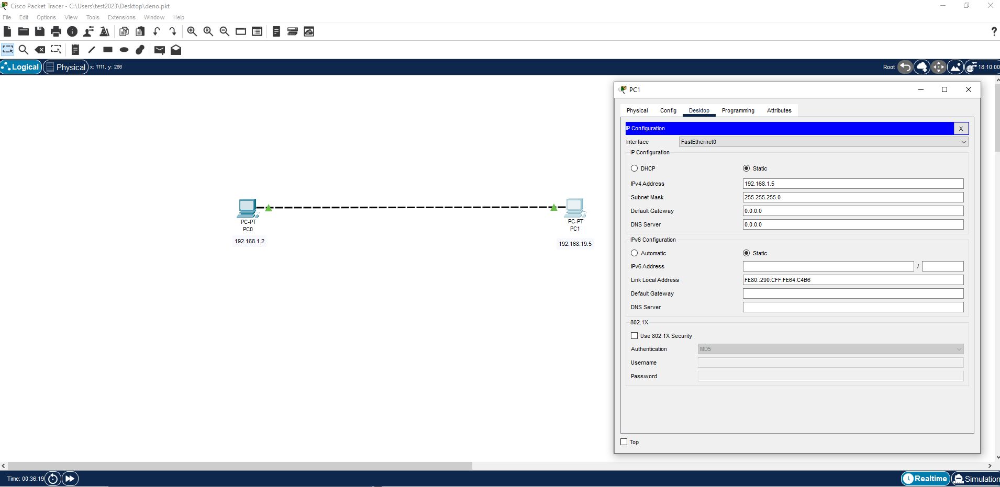 Cisco Packet Tracer - C:\Users\test2023\Desktop\deno.pkt
File Edit Options View Tools Extensions Window Help
?
Logical Physical x: 1111, y: 266 Root 18:10:00
PC1
Physical Config Desktop Programming Attributes
IP Configuration X
Interface FastEthernet0
IP Configuration
DHCP Static
IPv4 Address 192.168.1.5
Subnet Mask 255.255.255.0
Default Gateway 0.0.0.0
DNS Server 0.0.0.0
IPv6 Configuration
Automatic Static
IPv6 Address /
Link Local Address FE80::290:CFF:FE64:C4B6
Default Gateway
DNS Server
802.1X
Use 802.1X Security
Authentication MD5
Username
Password
Top
PC-PT
PC0
192.168.1.2
PC-PT
PC1
192.168.19.5
Time: 00:36:19 Realtime Simulation